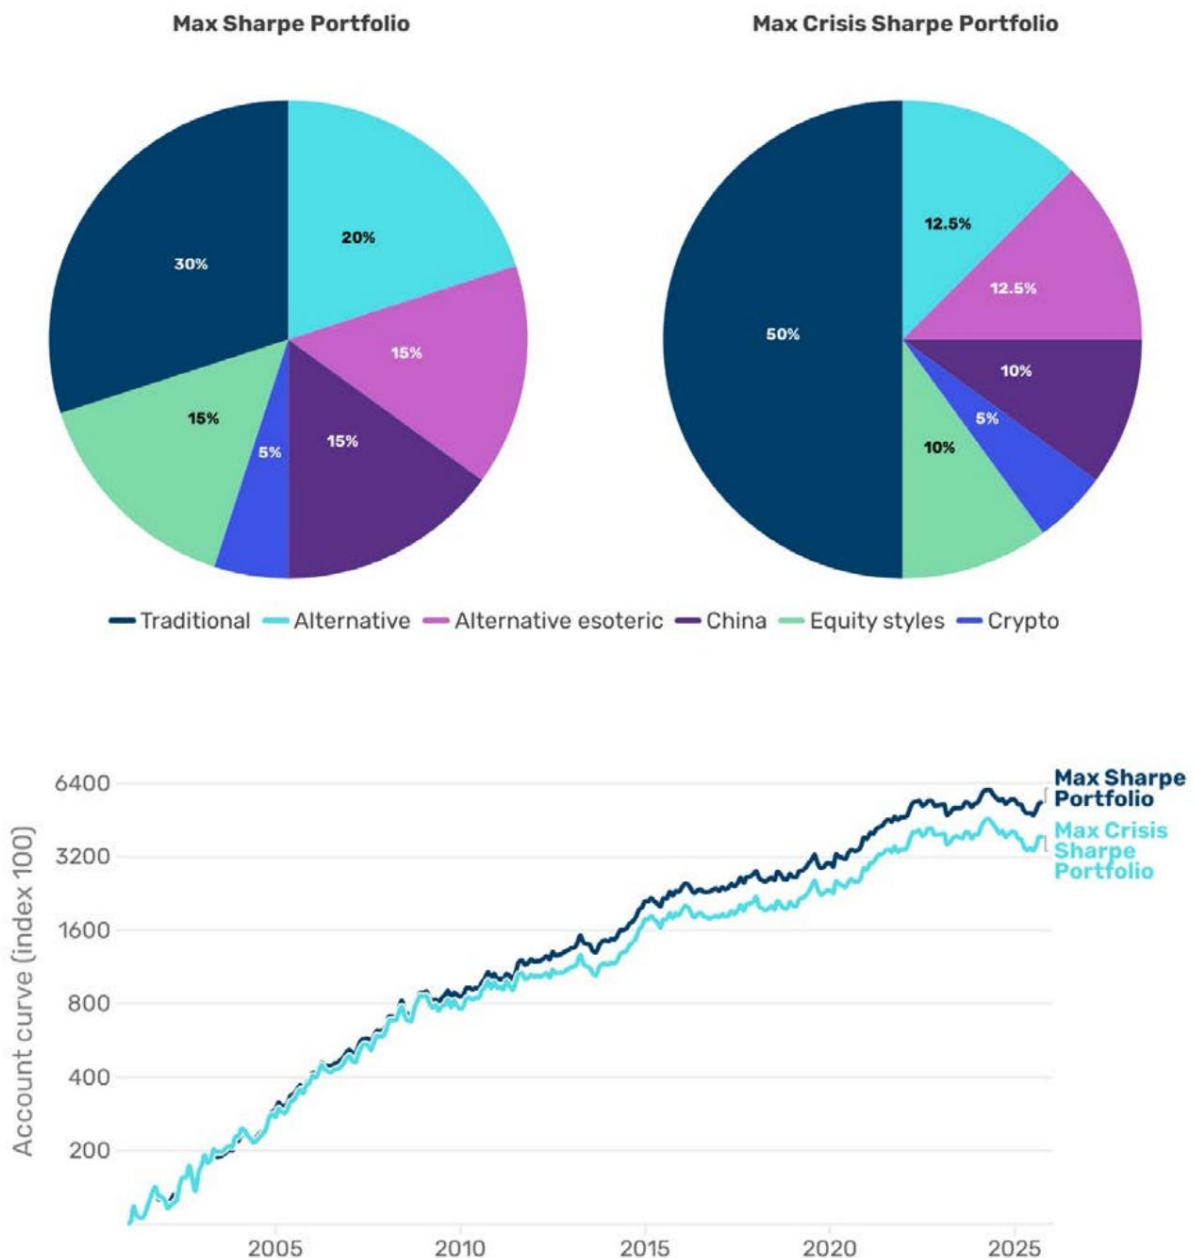 Max Sharpe Portfolio
Max Crisis Sharpe Portfolio
20%
30%
15%
15%
5%
15%
12.5%
12.5%
50%
10%
5%
10%
Traditional
Alternative
Alternative esoteric
China
Equity styles
Crypto
Account curve (index 100)
6400
3200
1600
800
400
200
Max Sharpe
Portfolio
Max Crisis
Sharpe
Portfolio
2005
2010
2015
2020
2025